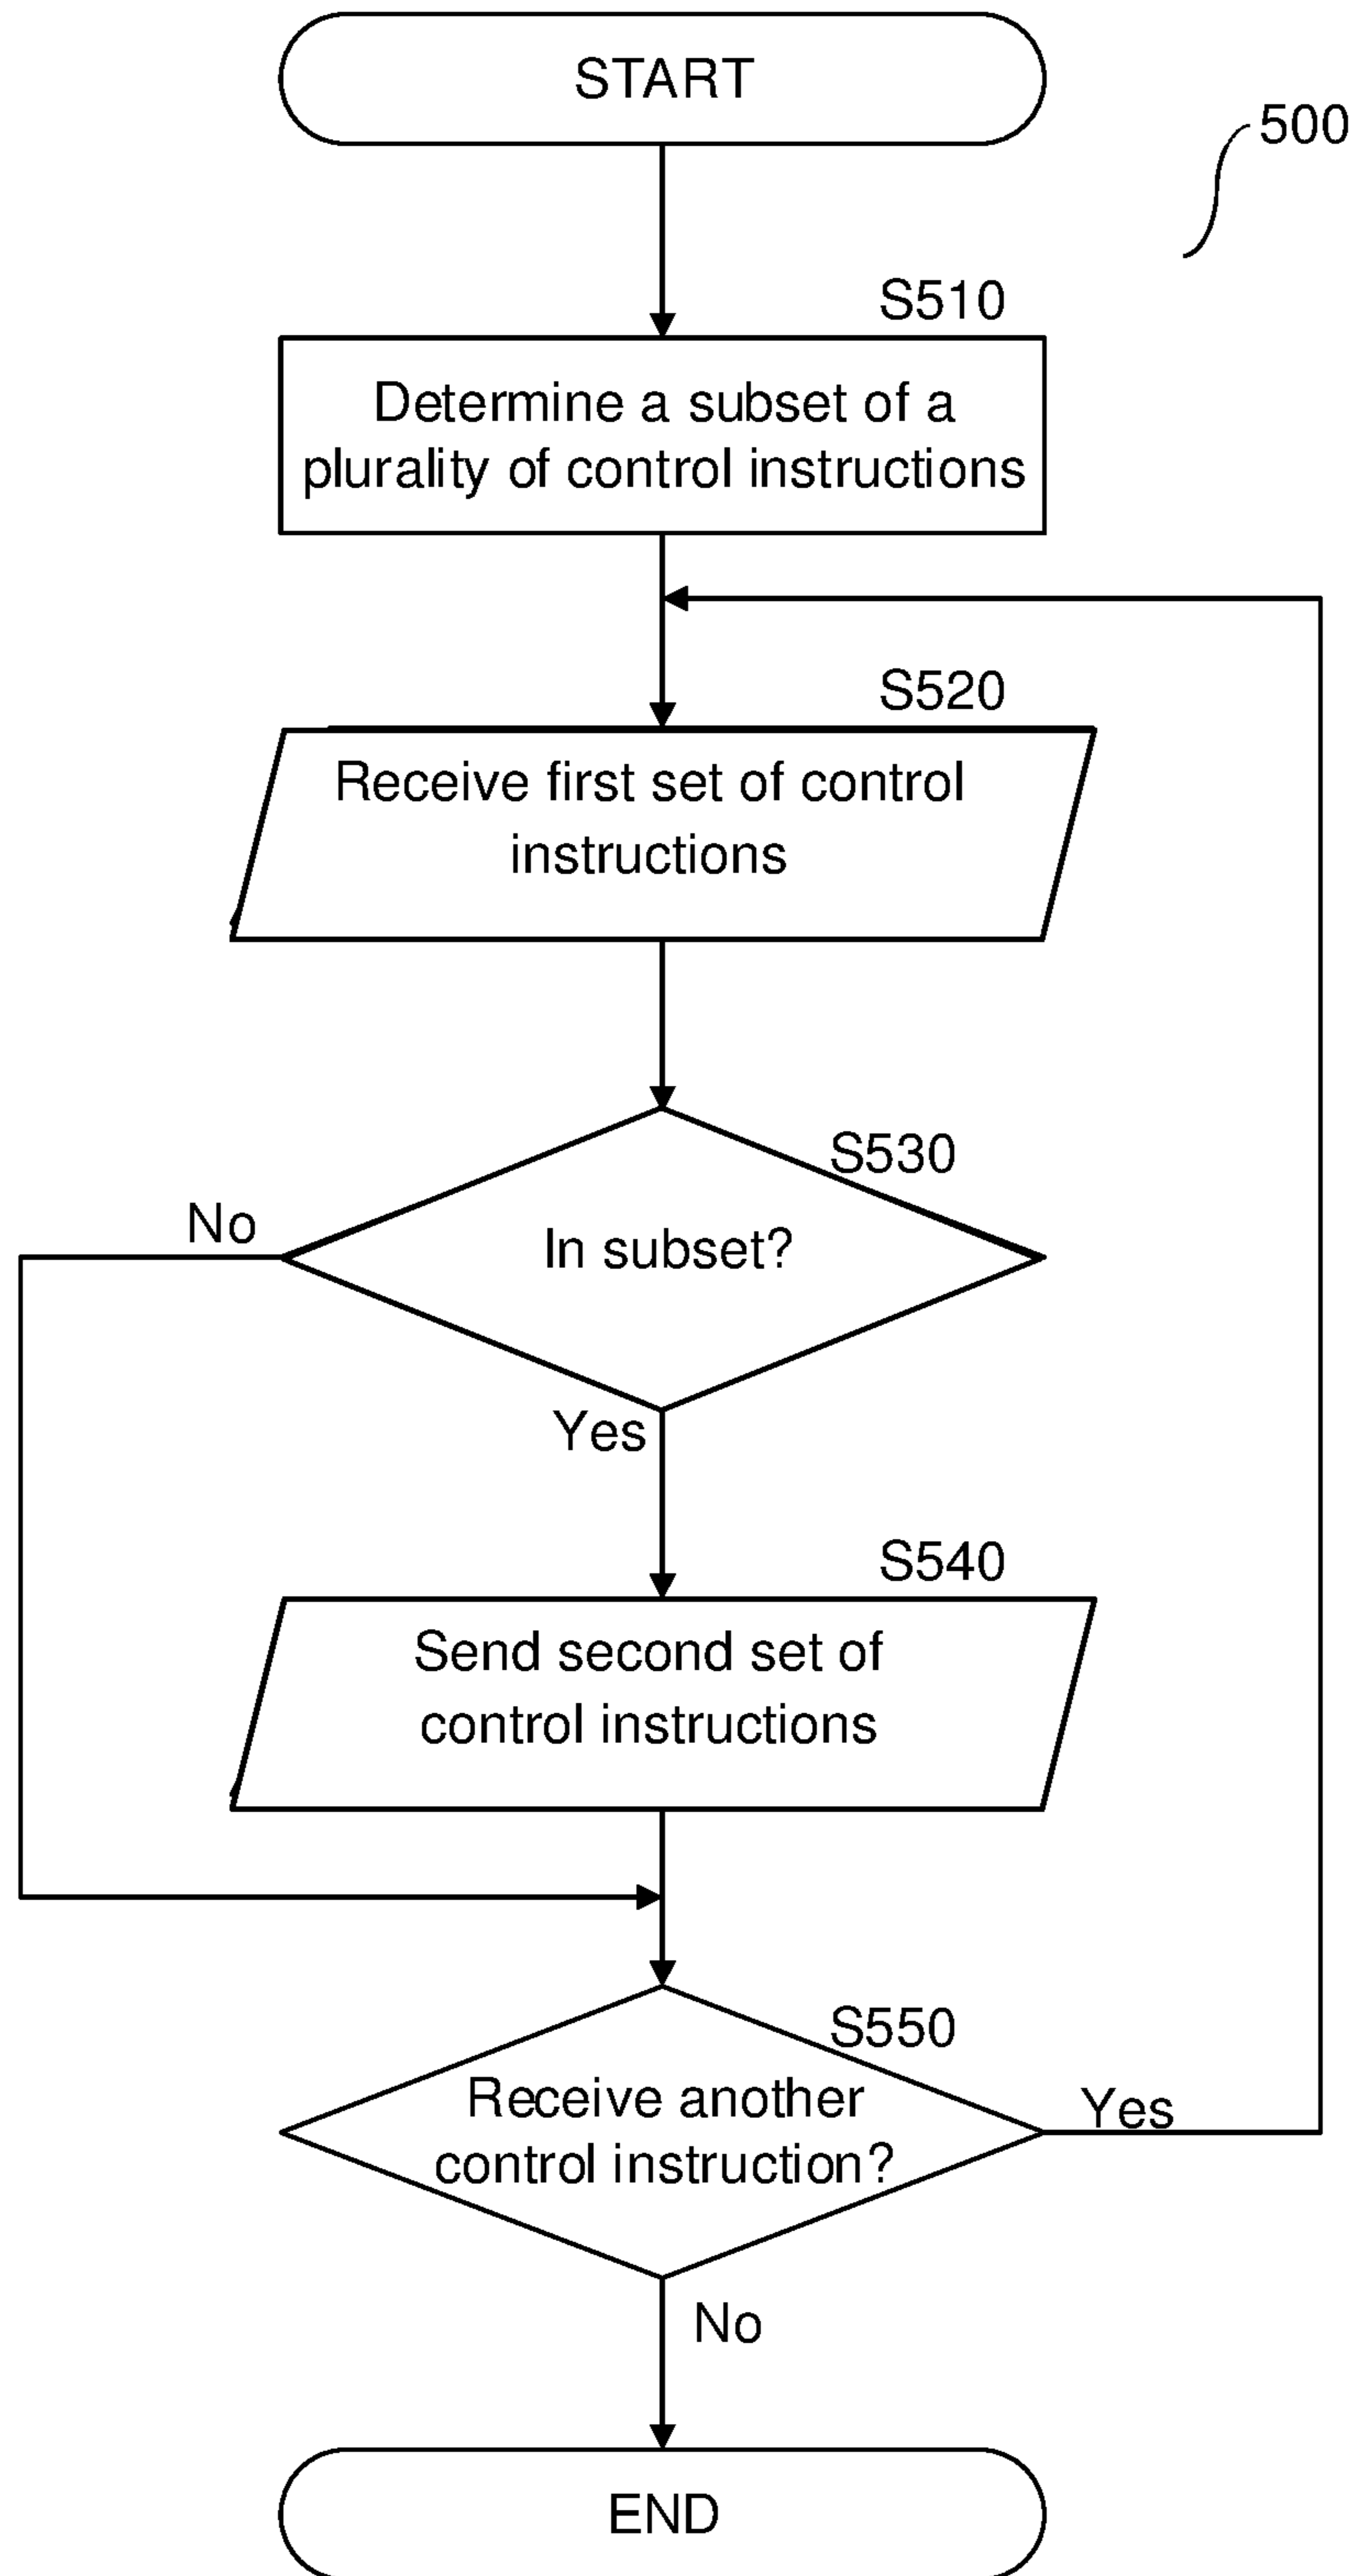 START
500
S510
Determine a subset of a
plurality of control instructions
S520
Receive first set of control
instructions
S530
In subset?
No
Yes
S540
Send second set of
control instructions
S550
Receive another
control instruction?
Yes
No
END